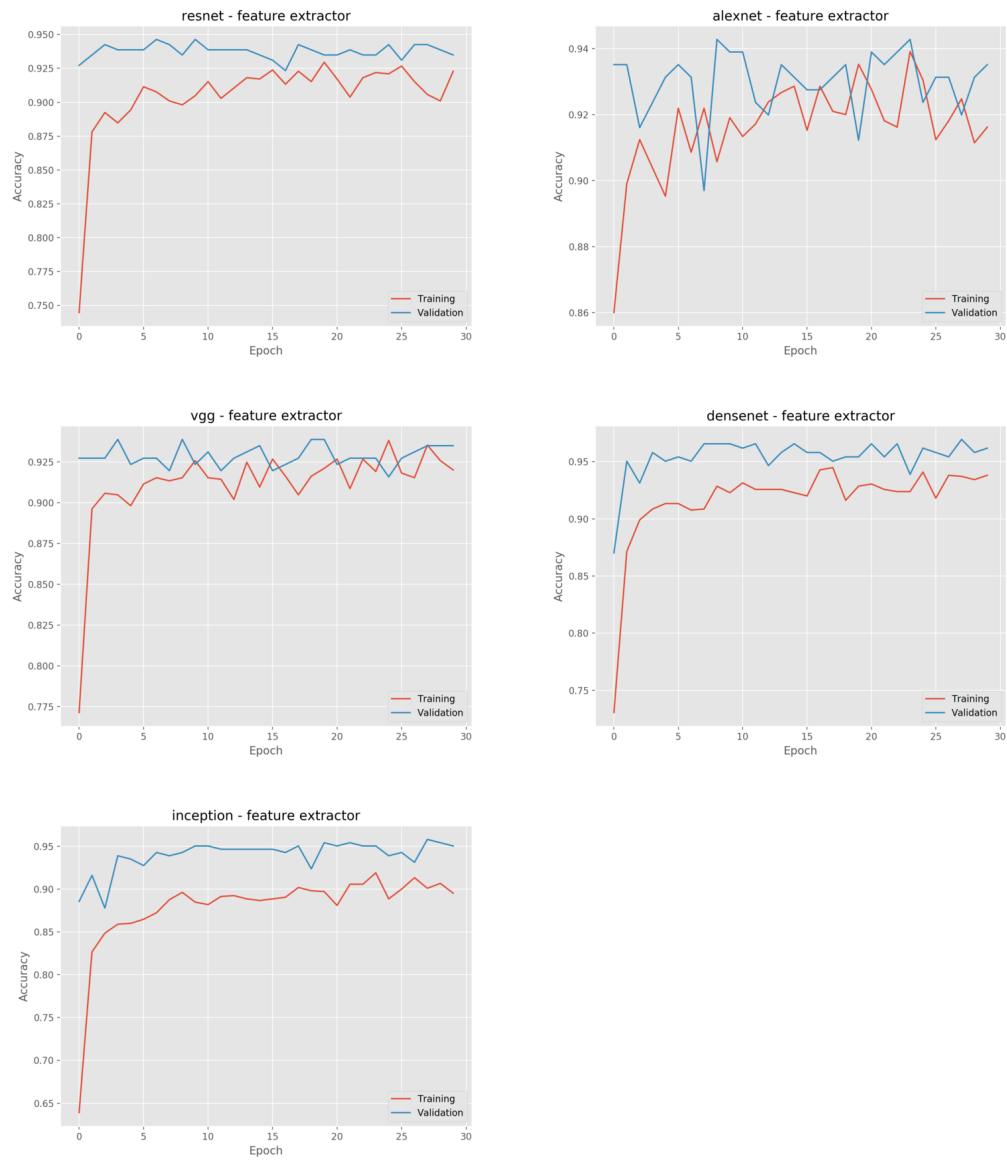 resnet - feature extractor
0.950
0.925
0.900
0.875
0.850
0.825
0.800
0.775
0.750
Accuracy
Training
Validation
0 5 10 15 20 25 30
Epoch
alexnet - feature extractor
0.94
0.92
0.90
0.88
0.86
Accuracy
Training
Validation
0 5 10 15 20 25 30
Epoch
vgg - feature extractor
0.925
0.900
0.875
0.850
0.825
0.800
0.775
Accuracy
Training
Validation
0 5 10 15 20 25 30
Epoch
densenet - feature extractor
0.95
0.90
0.85
0.80
0.75
Accuracy
Training
Validation
0 5 10 15 20 25 30
Epoch
inception - feature extractor
0.95
0.90
0.85
0.80
0.75
0.70
0.65
Accuracy
Training
Validation
0 5 10 15 20 25 30
Epoch